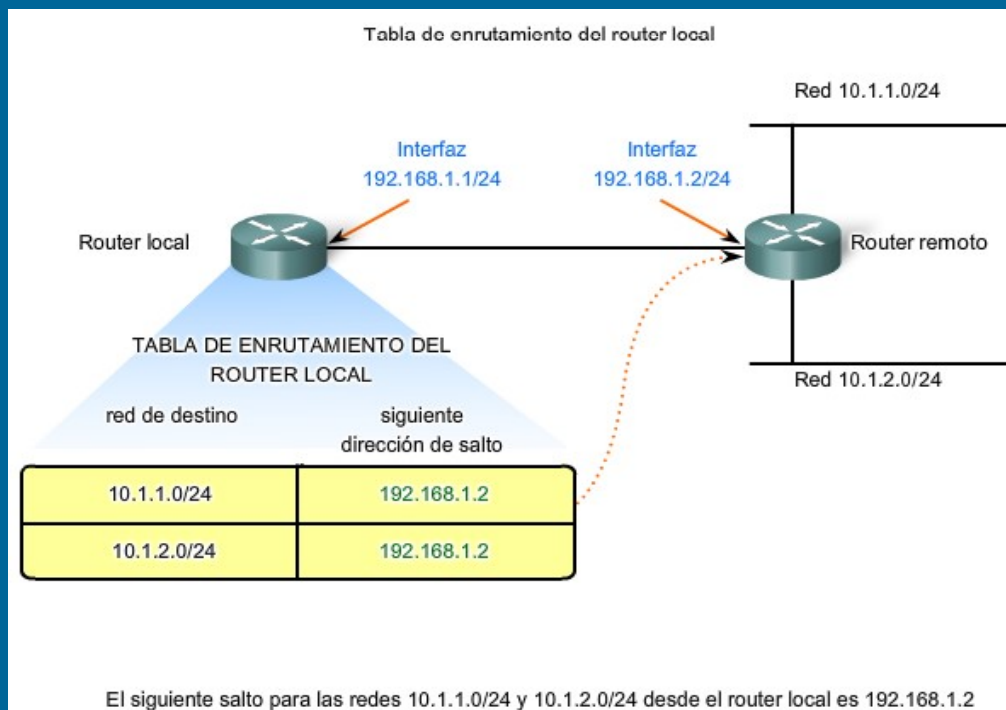 Tabla de enrutamiento del router local
Red 10.1.1.0/24
Interfaz
192.168.1.1/24
Interfaz
192.168.1.2/24
Router local
Router remoto
TABLA DE ENRUTAMIENTO DEL
ROUTER LOCAL
Red 10.1.2.0/24
red de destino
siguiente
dirección de salto
10.1.1.0/24
192.168.1.2
10.1.2.0/24
192.168.1.2
El siguiente salto para las redes 10.1.1.0/24 y 10.1.2.0/24 desde el router local es 192.168.1.2